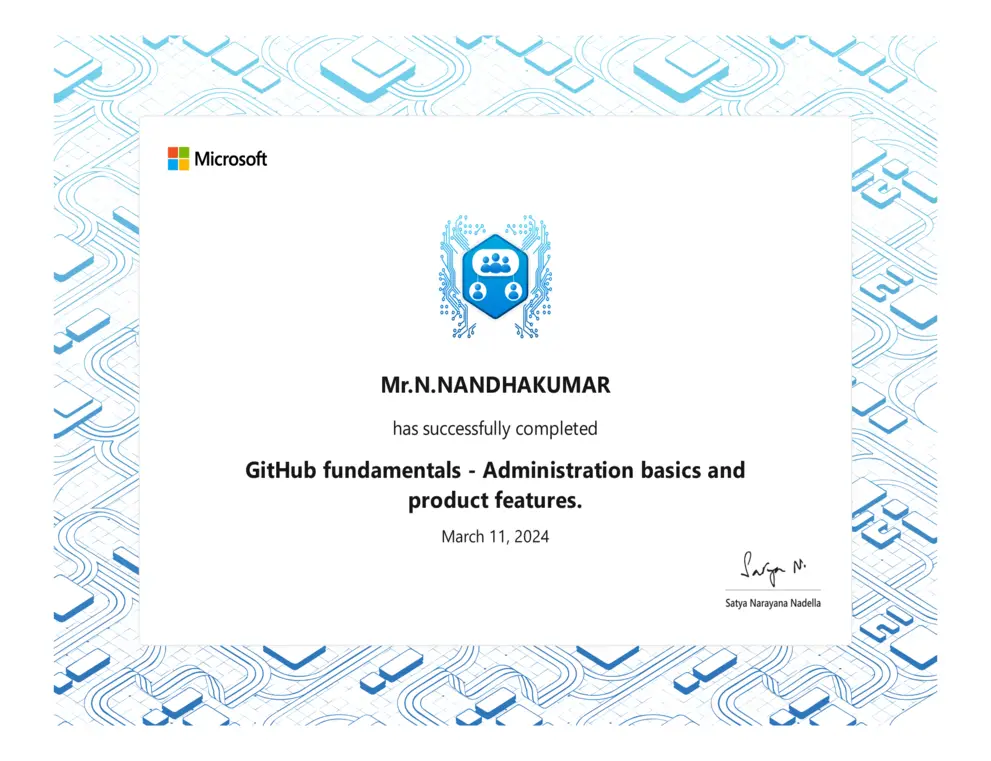 Microsoft
Mr.N.NANDHAKUMAR
has successfully completed
GitHub fundamentals - Administration basics and
product features.
March 11, 2024
Satya N.
Satya Narayana Nadella